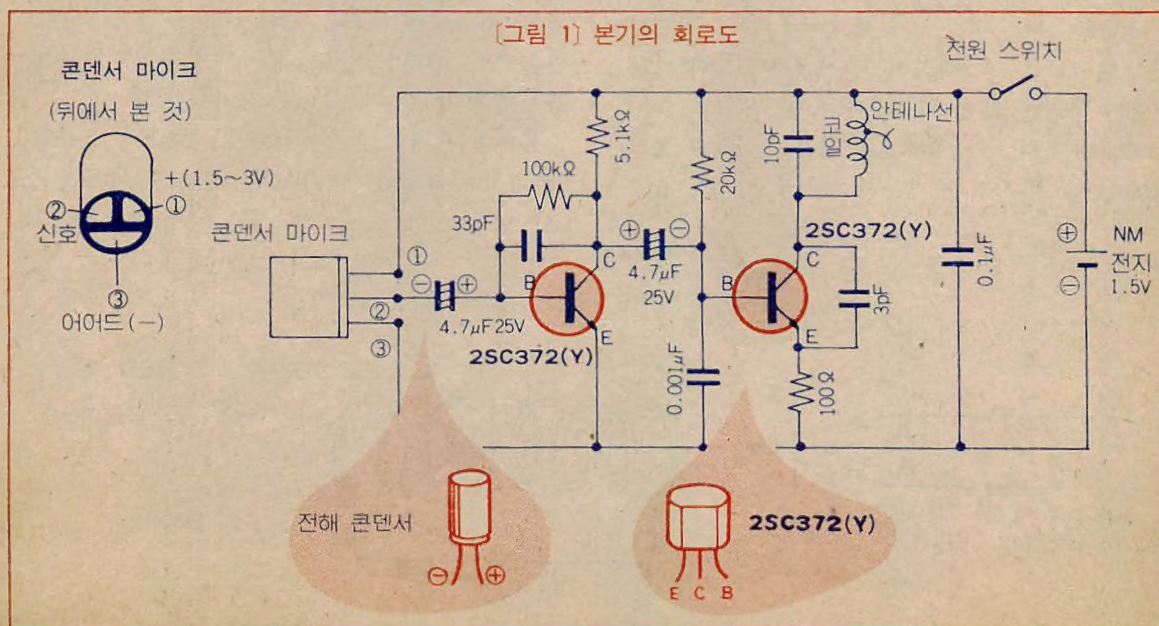 [그림 1] 본기의 회로도
콘덴서 마이크
(뒤에서 본 것)
+(1.5~3V)
②
①
신호
③
어어드(-)
콘덴서 마이크
①
②
③
⊖
⊕
4.7μF25V
33pF
100kΩ
5.1kΩ
B
C
E
2SC372(Y)
⊕
⊖
4.7μF
25V
20kΩ
0.001μF
10pF
코일
안테나선
2SC372(Y)
B
C
E
3pF
100Ω
0.1μF
전원 스위치
⊕
⊖
NM
전지
1.5V
전해 콘덴서
⊖
⊕
2SC372(Y)
E C B